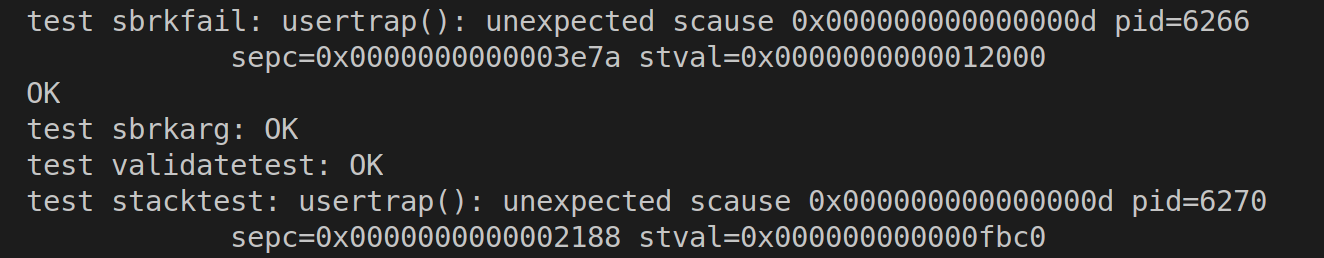 test sbrkfail: usertrap(): unexpected scause 0x000000000000000d pid=6266
sepc=0x0000000000003e7a stval=0x0000000000012000
OK
test sbrkarg: OK
test validatetest: OK
test stacktest: usertrap(): unexpected scause 0x000000000000000d pid=6270
sepc=0x0000000000002188 stval=0x000000000000fbc0